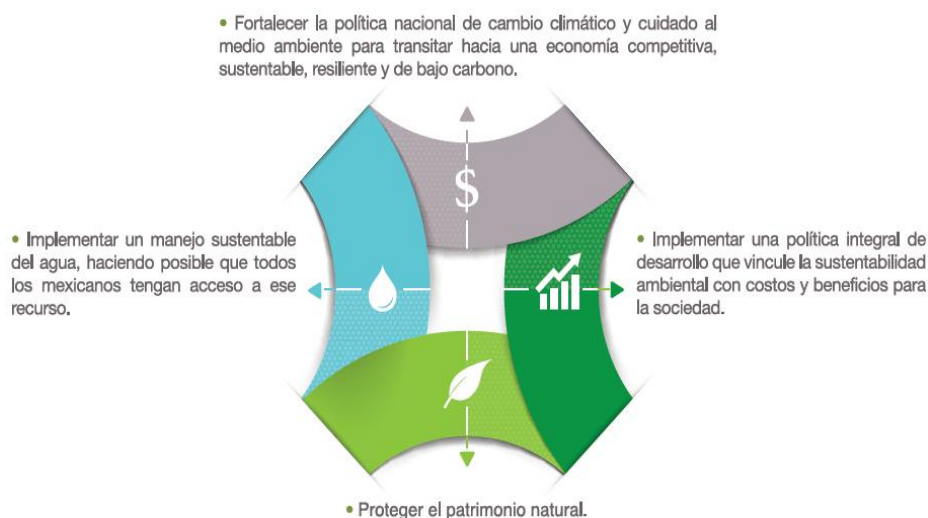 • Fortalecer la política nacional de cambio climático y cuidado al
medio ambiente para transitar hacia una economía competitiva,
sustentable, resiliente y de bajo carbono.
$
• Implementar un manejo sustentable
del agua, haciendo posible que todos
los mexicanos tengan acceso a ese
recurso.
• Implementar una política integral de
desarrollo que vincule la sustentabilidad
ambiental con costos y beneficios para
la sociedad.
• Proteger el patrimonio natural.